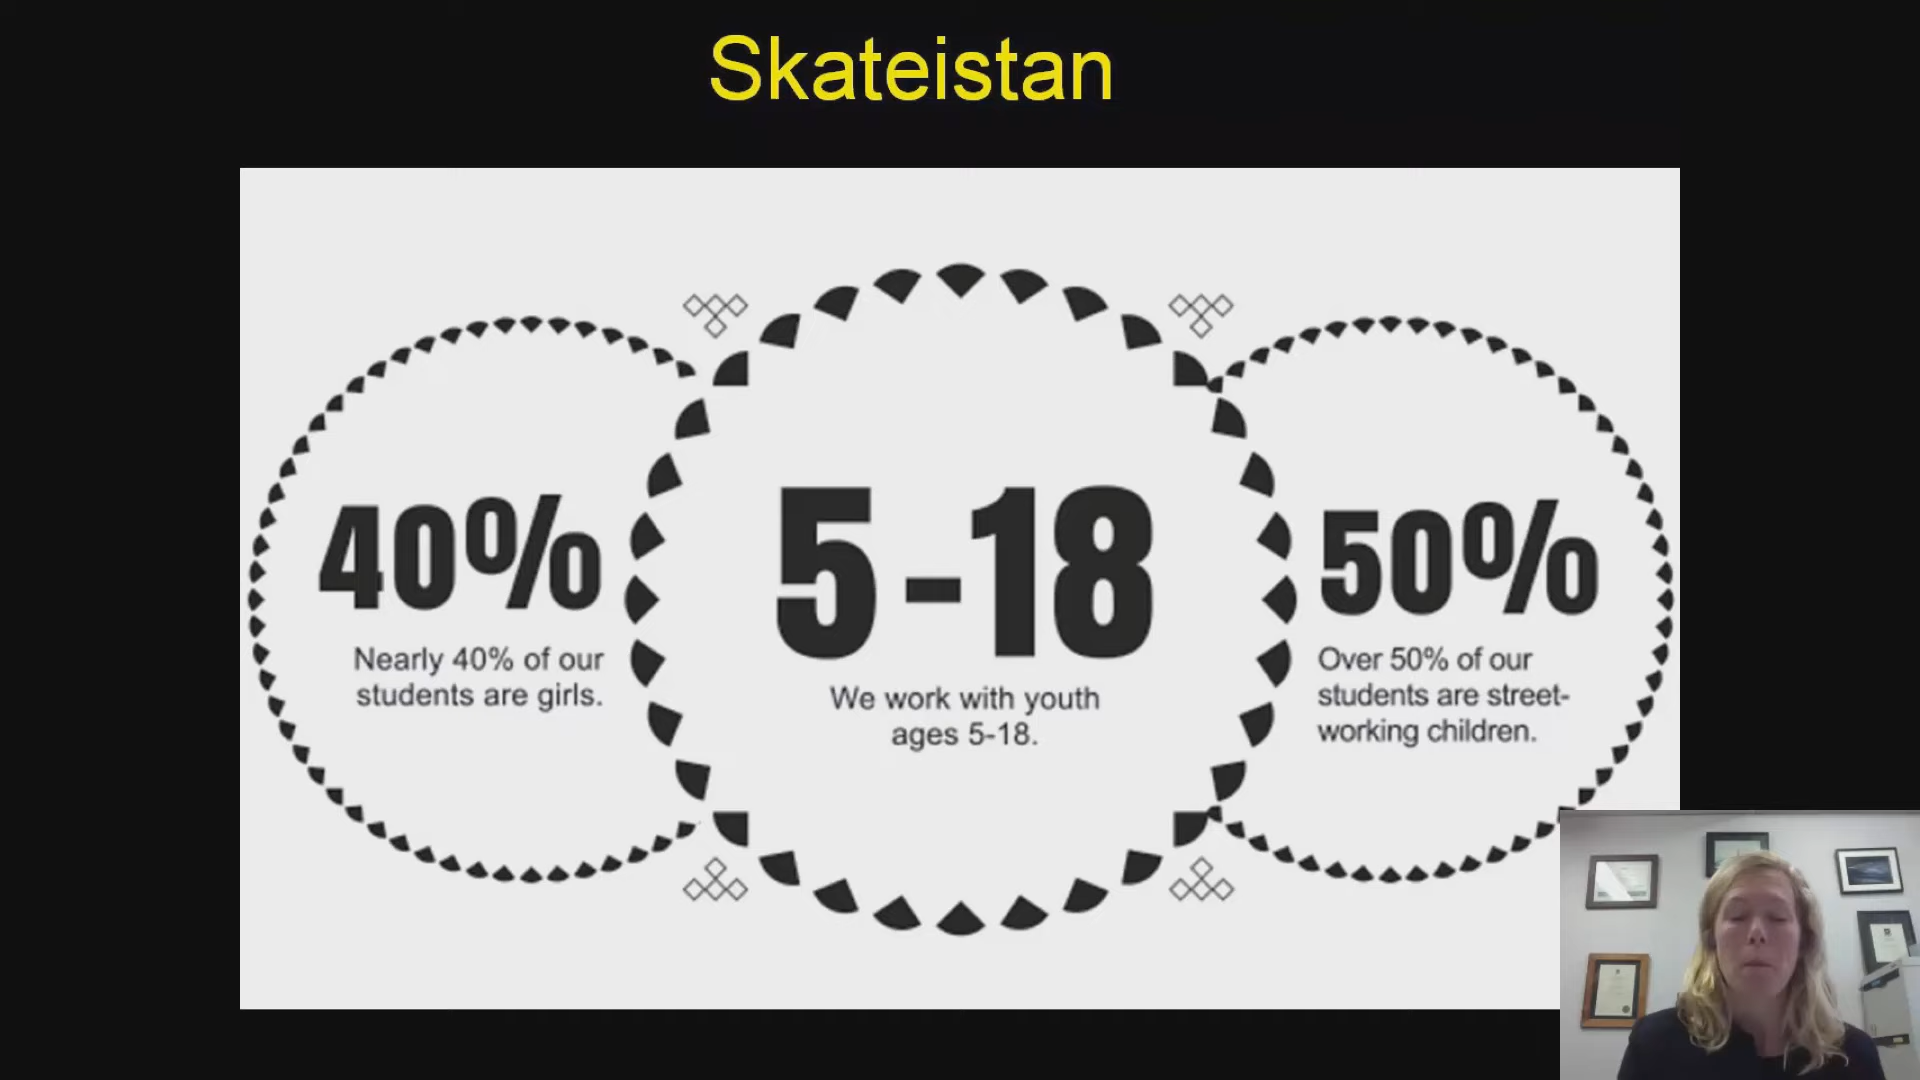 Skateistan
40%
Nearly 40% of our
students are girls.
5-18
We work with youth
ages 5-18.
50%
Over 50% of our
students are street-
working children.